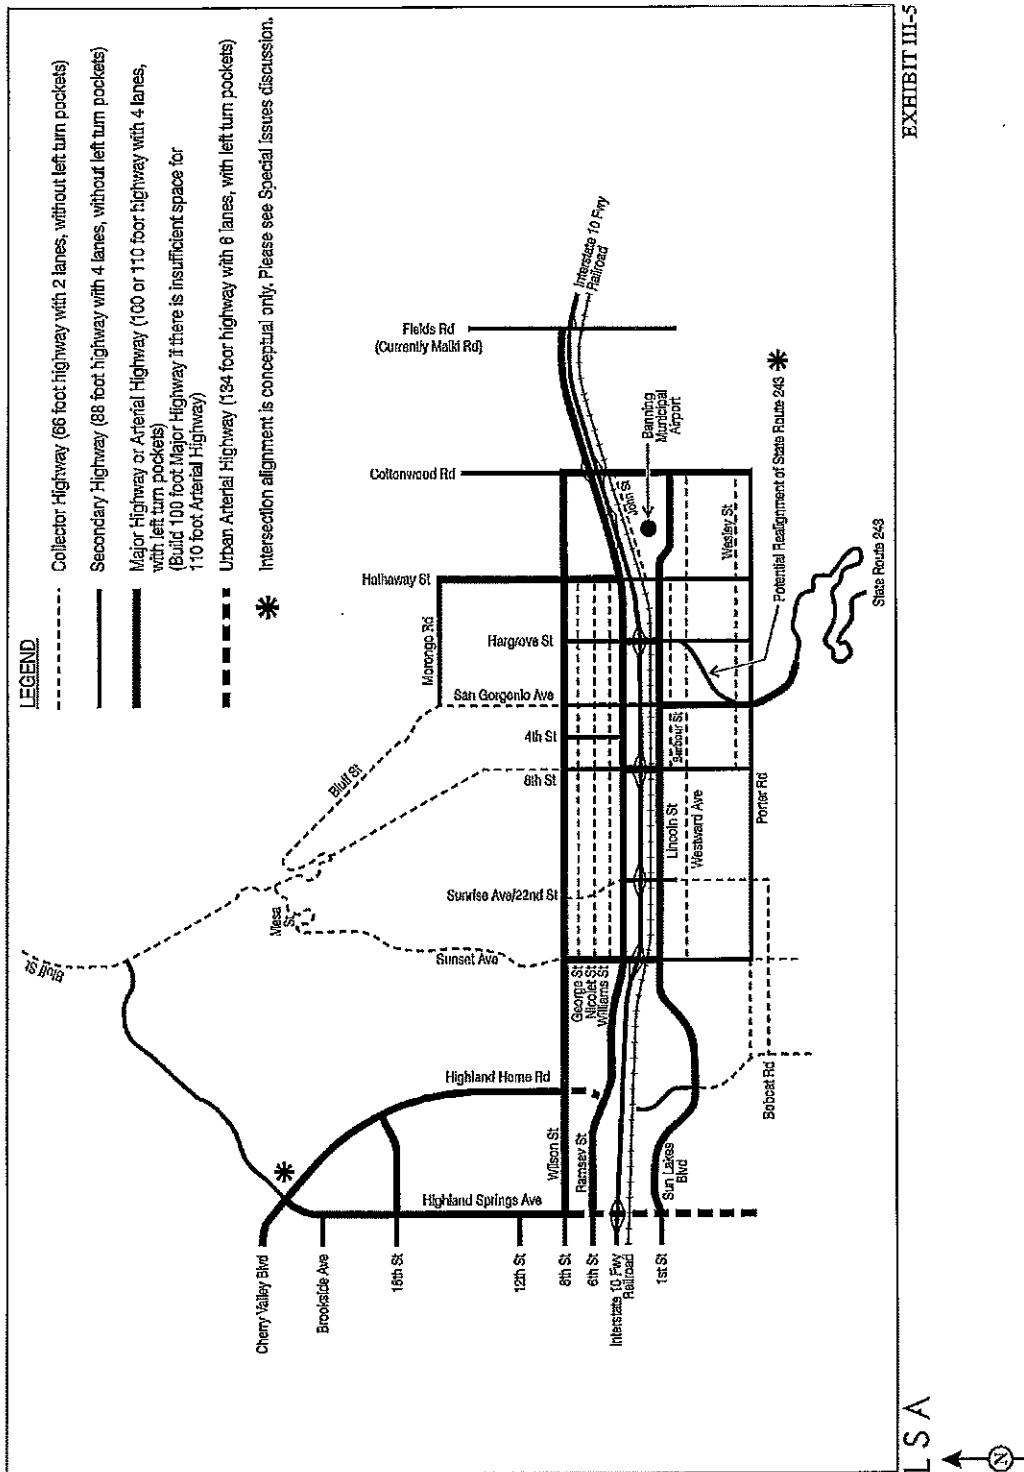 LEGEND
Collector Highway (66 foot highway with 2 lanes, without left turn pockets)
Secondary Highway (88 foot highway with 4 lanes, without left turn pockets)
Major Highway or Arterial Highway (100 or 110 foor highway with 4 lanes,
with left turn pockets)
(Build 100 foot Major Highway if there is insufficient space for
110 foot Arterial Highway)
Urban Arterial Highway (134 foor highway with 6 lanes, with left turn pockets)
Intersection alignment is conceptual only. Please see Special Issues discussion.
Bluff St
Mesa
St
Bluff St
Morongo Rd
Fields Rd
(Currently Malki Rd)
Cottonwood Rd
Hathaway St
Hargrove St
San Gorgonio Ave
4th St
8th St
Sunrise Ave/22nd St
Sunset Ave
Highland Home Rd
Highland Springs Ave
Cherry Valley Blvd
Brookside Ave
16th St
12th St
8th St
6th St
Interstate 10 Fwy
Railroad
1st St
Wilson St
Ramsey St
Sun Lakes
Blvd
George St
Nicolet St
Williams St
Bobcat Rd
Lincoln St
Westward Ave
Barbour St
Porter Rd
Wesley St
John St
Banning
Municipal
Airport
Interstate 10 Fwy
Railroad
Potential Realignment of State Route 243
State Route 243
L S A
N
EXHIBIT III-5